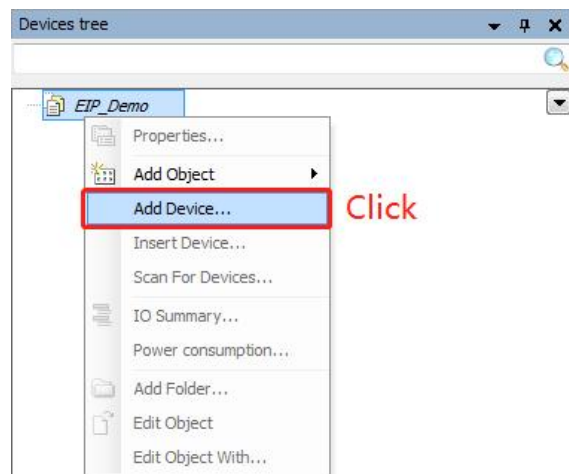 Devices tree
EIP_Demo
Properties...
Add Object
Add Device...
Click
Insert Device...
Scan For Devices...
IO Summary...
Power consumption...
Add Folder...
Edit Object
Edit Object With...